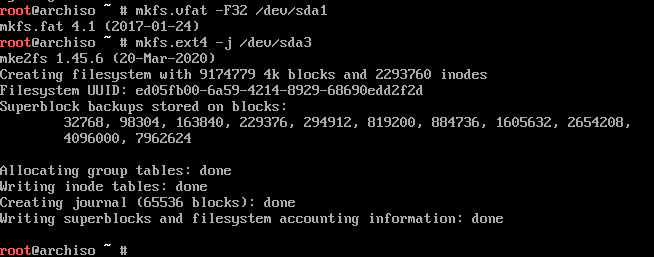 root@archiso ~ # mkfs.vfat -F32 /dev/sda1
mkfs.fat 4.1 (2017-01-24)
root@archiso ~ # mkfs.ext4 -j /dev/sda3
mke2fs 1.45.6 (20-Mar-2020)
Creating filesystem with 9174779 4k blocks and 2293760 inodes
Filesystem UUID: ed05fb00-6a59-4214-8929-68690edd2f2d
Superblock backups stored on blocks:
32768, 98304, 163840, 229376, 294912, 819200, 884736, 1605632, 2654208,
4096000, 7962624
Allocating group tables: done
Writing inode tables: done
Creating journal (65536 blocks): done
Writing superblocks and filesystem accounting information: done
root@archiso ~ #